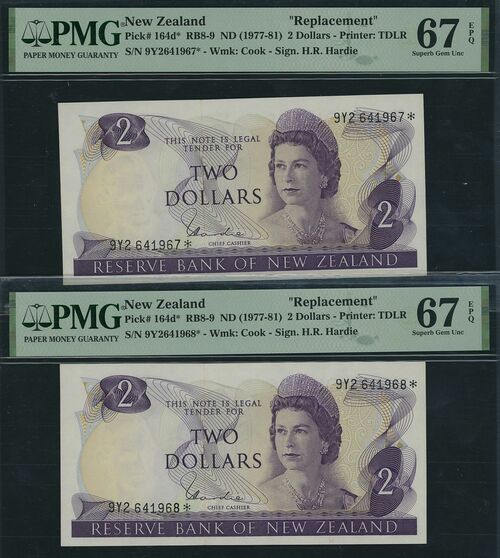 PMG
PAPER MONEY GUARANTY
New Zealand "Replacement"
Pick# 164d* RB8-9 ND (1977-81) 2 Dollars - Printer: TDLR
S/N 9Y2641967* - Wmk: Cook - Sign. H.R. Hardie
67 EPQ
Superb Gem Unc
9Y2 641967*
2
THIS NOTE IS LEGAL
TENDER FOR
TWO
DOLLARS
2
Hardie
CHIEF CASHIER
9Y2 641967*
RESERVE BANK OF NEW ZEALAND
PMG
PAPER MONEY GUARANTY
New Zealand "Replacement"
Pick# 164d* RB8-9 ND (1977-81) 2 Dollars - Printer: TDLR
S/N 9Y2641968* - Wmk: Cook - Sign. H.R. Hardie
67 EPQ
Superb Gem Unc
9Y2 641968*
2
THIS NOTE IS LEGAL
TENDER FOR
TWO
DOLLARS
2
Hardie
CHIEF CASHIER
9Y2 641968*
RESERVE BANK OF NEW ZEALAND